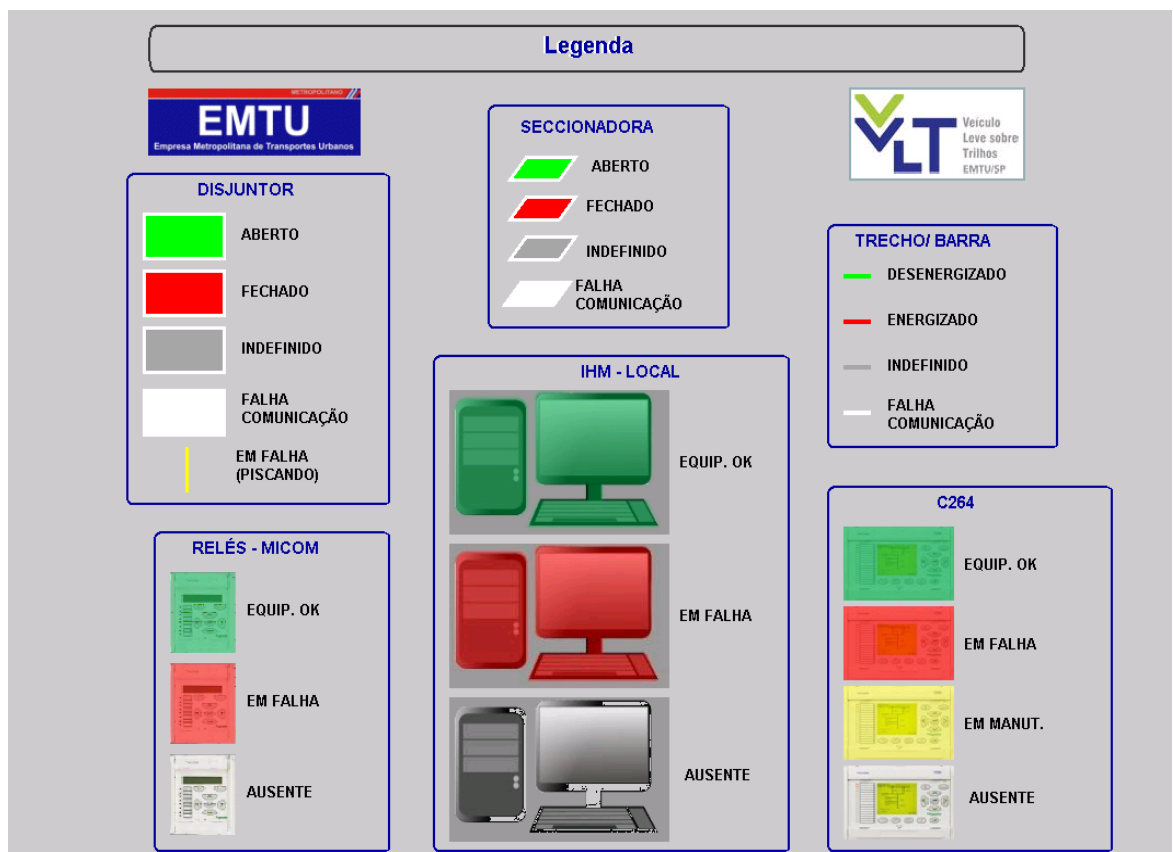 Legenda
METROPOLITANO
EMTU
Empresa Metropolitana de Transportes Urbanos
VLT
Veículo
Leve sobre
Trilhos
EMTU/SP
DISJUNTOR
ABERTO
FECHADO
INDEFINIDO
FALHA
COMUNICAÇÃO
EM FALHA
(PISCANDO)
SECCIONADORA
ABERTO
FECHADO
INDEFINIDO
FALHA
COMUNICAÇÃO
TRECHO/ BARRA
DESENERGIZADO
ENERGIZADO
INDEFINIDO
FALHA
COMUNICAÇÃO
RELÉS - MICOM
EQUIP. OK
EM FALHA
AUSENTE
IHM - LOCAL
EQUIP. OK
EM FALHA
AUSENTE
C264
EQUIP. OK
EM FALHA
EM MANUT.
AUSENTE